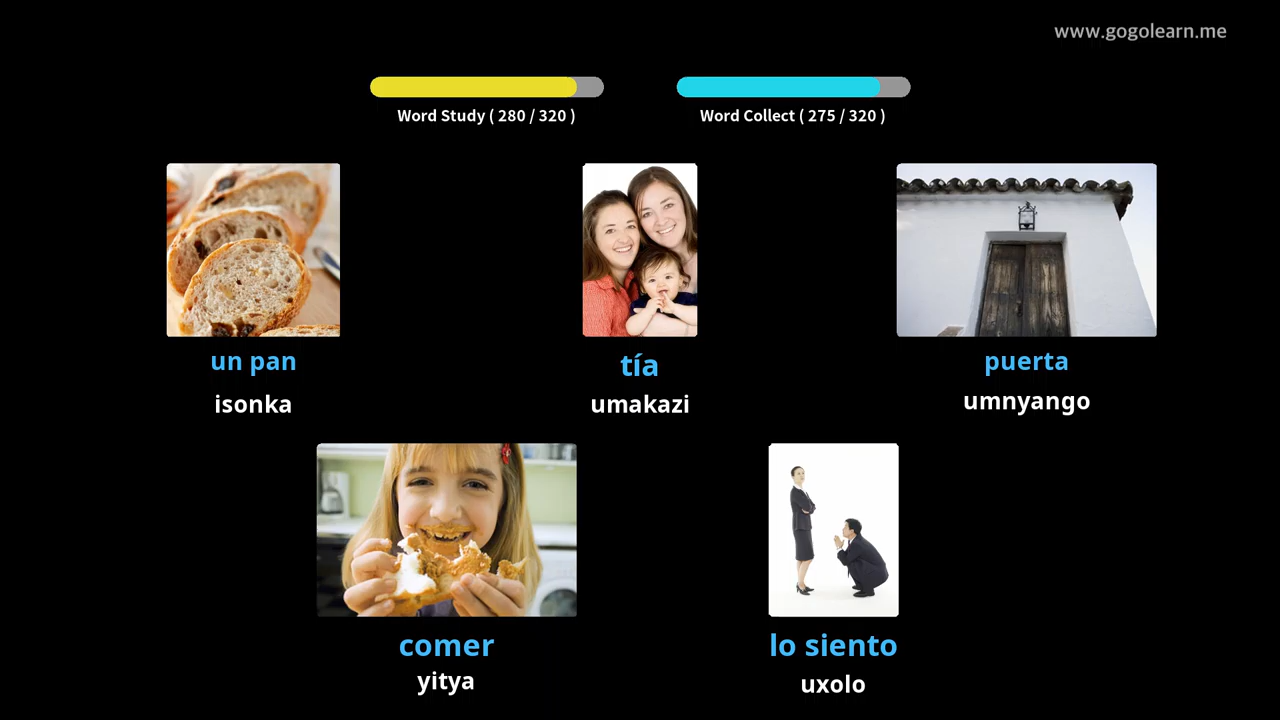 www.gogolearn.me
Word Study ( 280 / 320 )
Word Collect ( 275 / 320 )
un pan
isonka
tía
umakazi
puerta
umnyango
comer
yitya
lo siento
uxolo